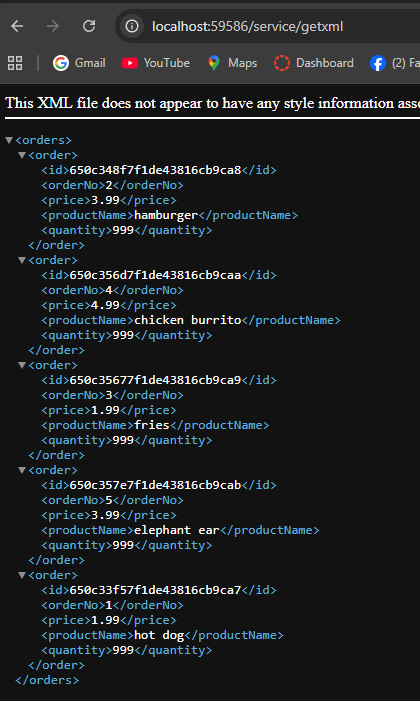 localhost:59586/service/getxml
Gmail YouTube Maps Dashboard (2) Fa
This XML file does not appear to have any style information asso
<orders>
<order>
<id>650c348f7f1de43816cb9ca8</id>
<orderNo>2</orderNo>
<price>3.99</price>
<productName>hamburger</productName>
<quantity>999</quantity>
</order>
<order>
<id>650c356d7f1de43816cb9caa</id>
<orderNo>4</orderNo>
<price>4.99</price>
<productName>chicken burrito</productName>
<quantity>999</quantity>
</order>
<order>
<id>650c35677f1de43816cb9ca9</id>
<orderNo>3</orderNo>
<price>1.99</price>
<productName>fries</productName>
<quantity>999</quantity>
</order>
<order>
<id>650c357e7f1de43816cb9cab</id>
<orderNo>5</orderNo>
<price>3.99</price>
<productName>elephant ear</productName>
<quantity>999</quantity>
</order>
<order>
<id>650c33f57f1de43816cb9ca7</id>
<orderNo>1</orderNo>
<price>1.99</price>
<productName>hot dog</productName>
<quantity>999</quantity>
</order>
</orders>